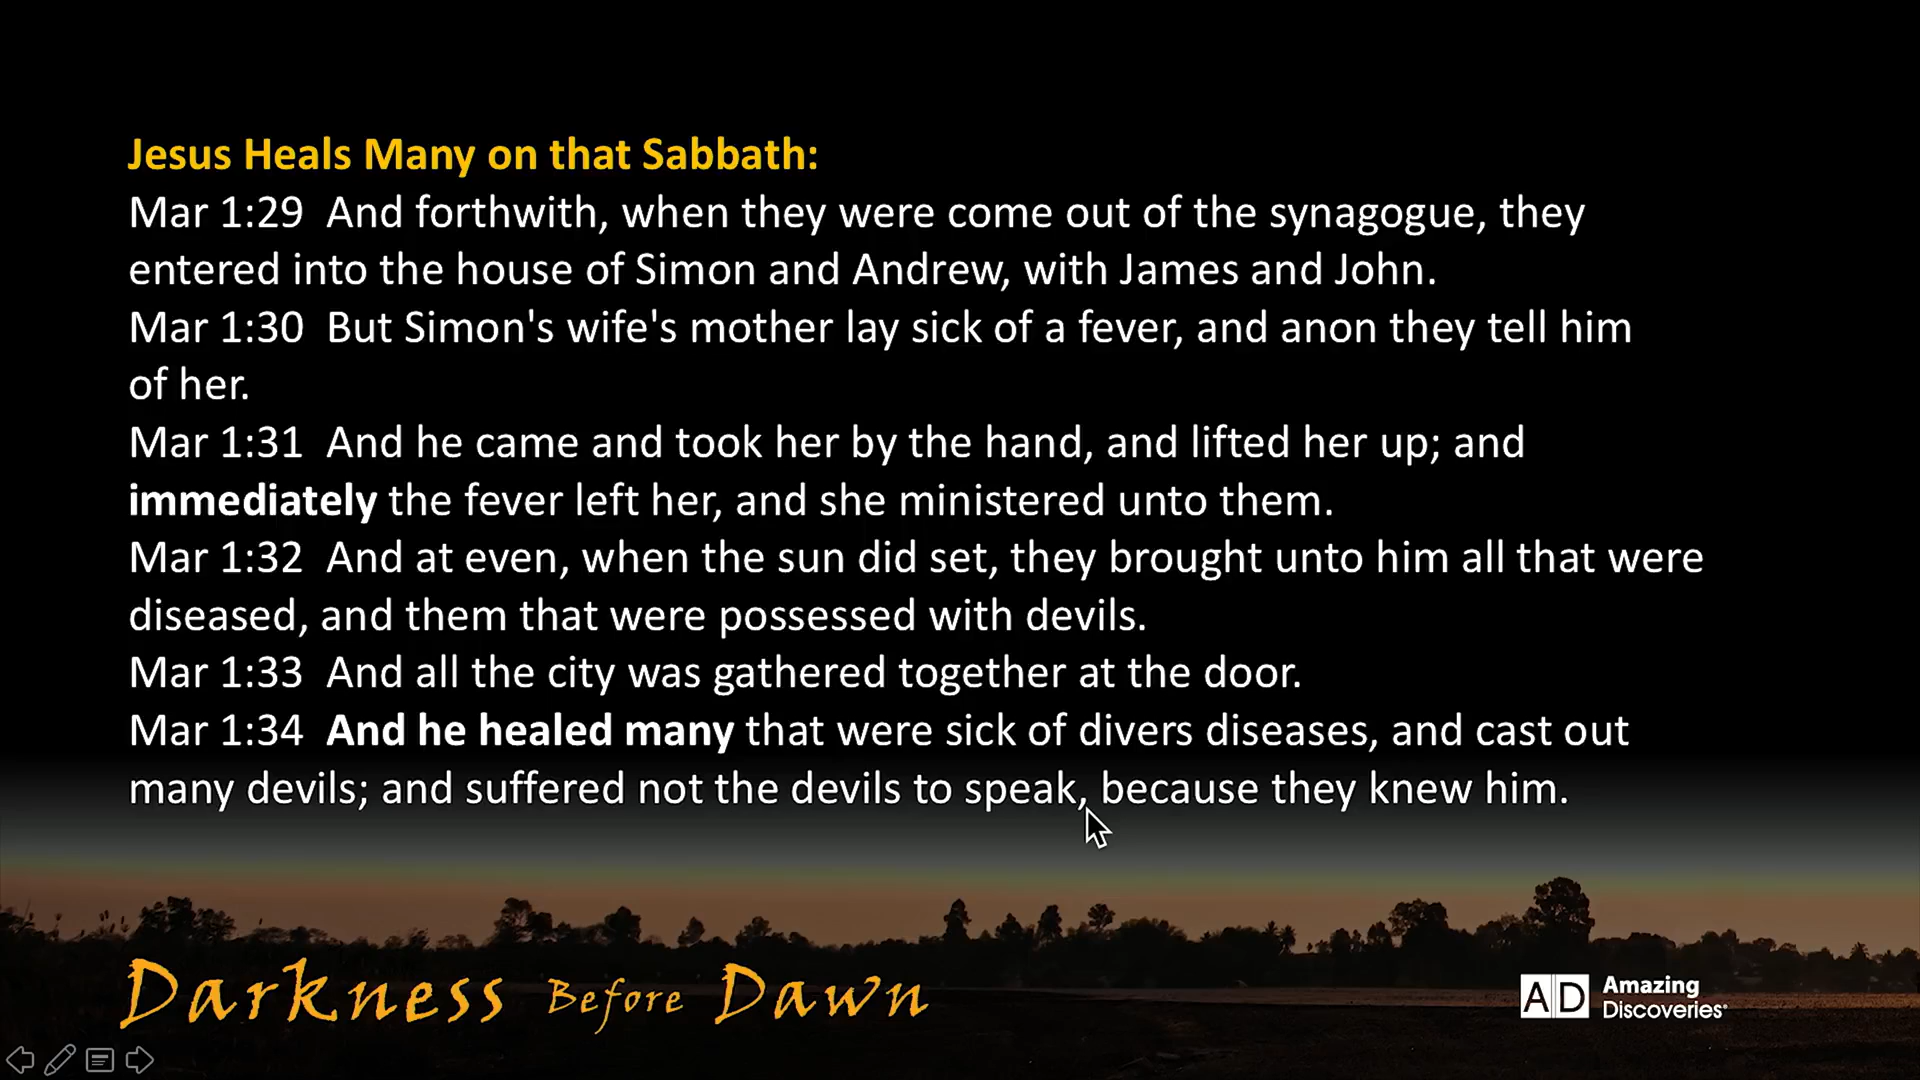 Jesus Heals Many on that Sabbath:
Mar 1:29  And forthwith, when they were come out of the synagogue, they
entered into the house of Simon and Andrew, with James and John.
Mar 1:30  But Simon's wife's mother lay sick of a fever, and anon they tell him
of her.
Mar 1:31  And he came and took her by the hand, and lifted her up; and
immediately the fever left her, and she ministered unto them.
Mar 1:32  And at even, when the sun did set, they brought unto him all that were
diseased, and them that were possessed with devils.
Mar 1:33  And all the city was gathered together at the door.
Mar 1:34  And he healed many that were sick of divers diseases, and cast out
many devils; and suffered not the devils to speak, because they knew him.
Darkness Before Dawn
AD Amazing
Discoveries